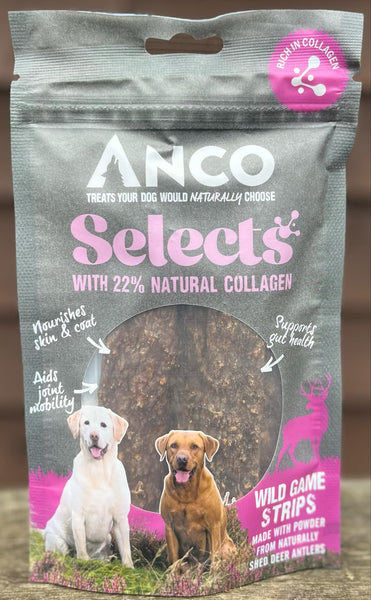 RICH IN COLLAGEN
ANCO
TREATS YOUR DOG WOULD NATURALLY CHOOSE
Selects
WITH 22% NATURAL COLLAGEN
Nourishes
skin & coat
Supports
gut health
Aids
joint
mobility
WILD GAME
STRIPS
MADE WITH POWDER
FROM NATURALLY
SHED DEER ANTLERS